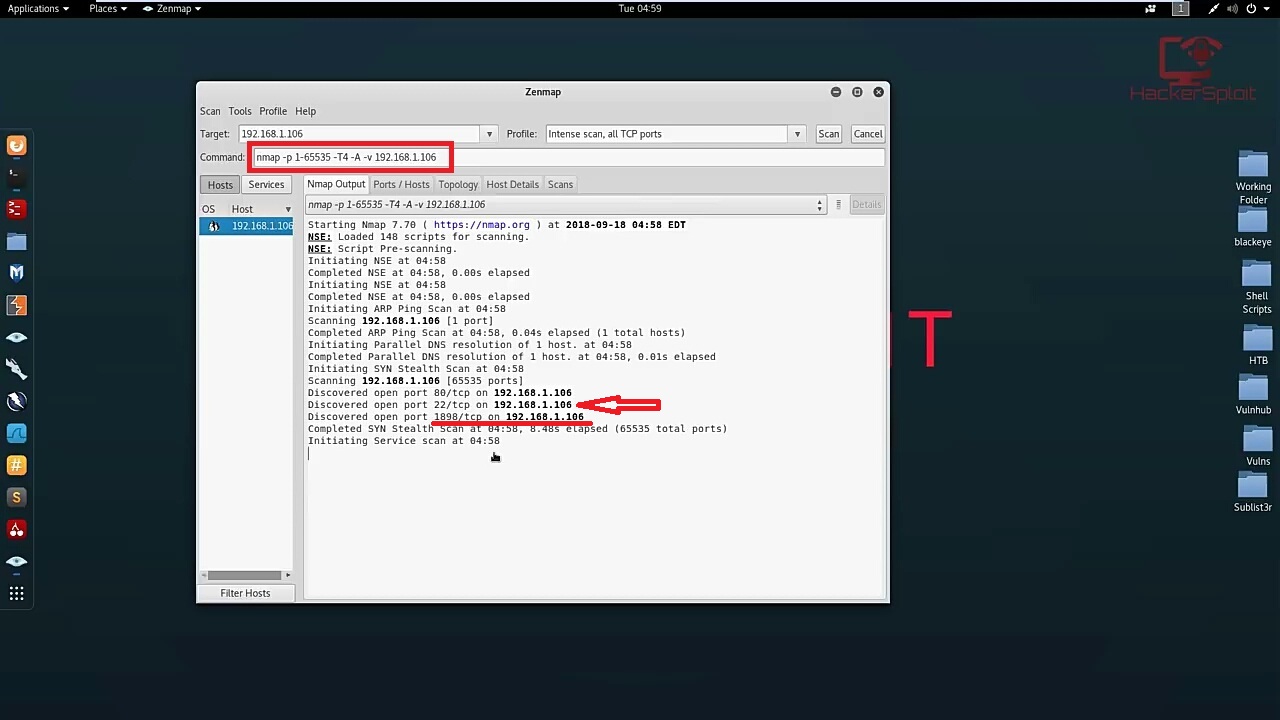 Applications Places Zenmap Tue 04:59 1
HackerSploit
Zenmap
Scan Tools Profile Help
Target: 192.168.1.106 Profile: Intense scan, all TCP ports Scan Cancel
Command: nmap -p 1-65535 -T4 -A -v 192.168.1.106
Hosts Services Nmap Output Ports / Hosts Topology Host Details Scans
OS Host nmap -p 1-65535 -T4 -A -v 192.168.1.106 Details
192.168.1.106
Starting Nmap 7.70 ( https://nmap.org ) at 2018-09-18 04:58 EDT
NSE: Loaded 148 scripts for scanning.
NSE: Script Pre-scanning.
Initiating NSE at 04:58
Completed NSE at 04:58, 0.00s elapsed
Initiating NSE at 04:58
Completed NSE at 04:58, 0.00s elapsed
Initiating ARP Ping Scan at 04:58
Scanning 192.168.1.106 [1 port]
Completed ARP Ping Scan at 04:58, 0.04s elapsed (1 total hosts)
Initiating Parallel DNS resolution of 1 host. at 04:58
Completed Parallel DNS resolution of 1 host. at 04:58, 0.01s elapsed
Initiating SYN Stealth Scan at 04:58
Scanning 192.168.1.106 [65535 ports]
Discovered open port 80/tcp on 192.168.1.106
Discovered open port 22/tcp on 192.168.1.106
Discovered open port 1898/tcp on 192.168.1.106
Completed SYN Stealth Scan at 04:58, 8.48s elapsed (65535 total ports)
Initiating Service scan at 04:58
Filter Hosts
T
Working
Folder
blackeye
Shell
Scripts
HTB
Vulnhub
Vulns
Sublist3r